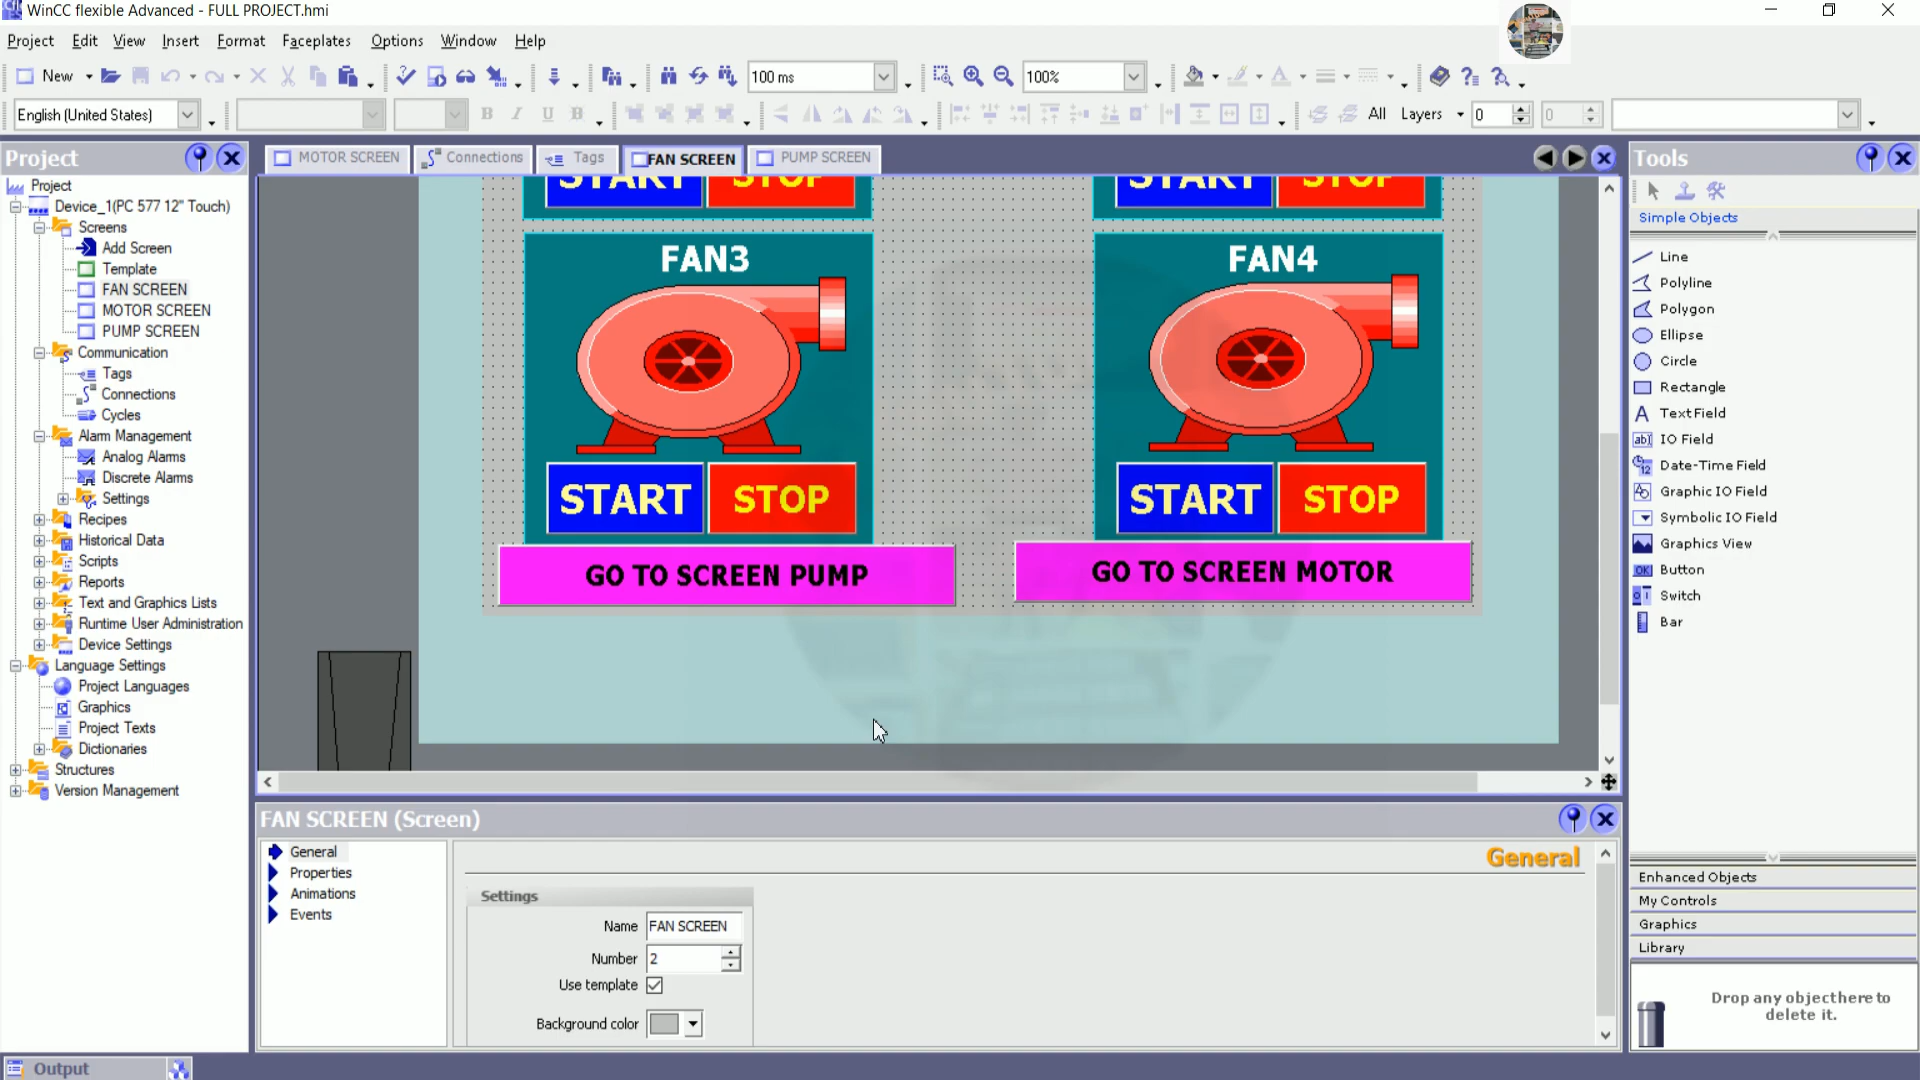 WinCC flexible Advanced - FULL PROJECT.hmi
Project Edit View Insert Format Faceplates Options Window Help
New 100 ms 100%
English (United States) B I U B All Layers 0 0
Project
MOTOR SCREEN Connections Tags FAN SCREEN PUMP SCREEN
Tools
Project
Device_1(PC 577 12" Touch)
Screens
Add Screen
Template
FAN SCREEN
MOTOR SCREEN
PUMP SCREEN
Communication
Tags
Connections
Cycles
Alarm Management
Analog Alarms
Discrete Alarms
Settings
Recipes
Historical Data
Scripts
Reports
Text and Graphics Lists
Runtime User Administration
Device Settings
Language Settings
Project Languages
Graphics
Project Texts
Dictionaries
Structures
Version Management
START STOP START STOP
FAN3 FAN4
START STOP START STOP
GO TO SCREEN PUMP GO TO SCREEN MOTOR
Simple Objects
Line
Polyline
Polygon
Ellipse
Circle
Rectangle
A TextField
IO Field
12 Date-Time Field
Graphic IO Field
Symbolic IO Field
Graphics View
OK Button
Switch
Bar
Enhanced Objects
My Controls
Graphics
Library
Drop any objecthere to
delete it.
FAN SCREEN (Screen)
General
Properties
Animations
Events
General
Settings
Name FAN SCREEN
Number 2
Use template
Background color
Output